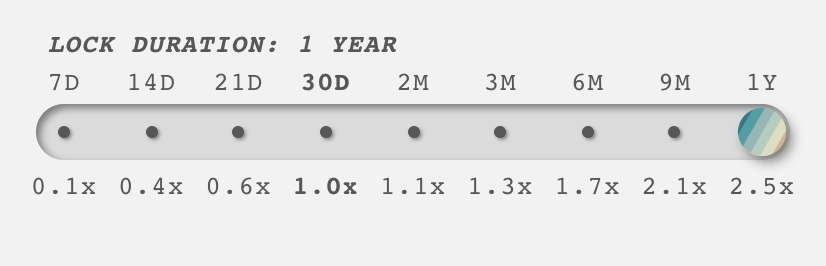 LOCK DURATION: 1 YEAR
7D 14D 21D 30D 2M 3M 6M 9M 1Y
0.1x 0.4x 0.6x 1.0x 1.1x 1.3x 1.7x 2.1x 2.5x